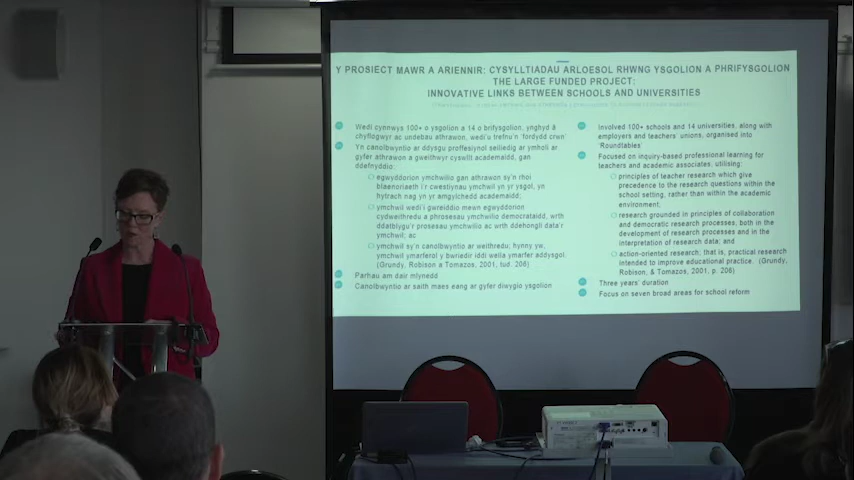 Y PROSIECT MAWR A ARIENNIR: CYSYLLTIADAU ARLOESOL RHWNG YSGOLION A PHRIFYSGOLION
THE LARGE FUNDED PROJECT:
INNOVATIVE LINKS BETWEEN SCHOOLS AND UNIVERSITIES
Wedi cynnwys 100+ o ysgolion a 14 o brifysgolion, ynghyd â
chyflogwyr ac undebau athrawon, wedi'u trefnu'n 'fordydd crwn'
Yn canolbwyntio ar ddysgu proffesiynol seiliedig ar ymholi ar
gyfer athrawon a gweithwyr cyswllt academaidd, gan
ddefnyddio:
egwyddorion ymchwilio gan athrawon sy'n rhoi
blaenoriaeth i'r cwestiynau ymchwil yn yr ysgol, yn
hytrach nag yn yr amgylchedd academaidd;
ymchwil wedi'i gwreiddio mewn egwyddorion
cydweithredu a phrosesau ymchwilio democrataidd, wrth
ddatblygu'r prosesau ymchwilio ac wrth ddehongli data'r
ymchwil; ac
ymchwil sy'n canolbwyntio ar weithredu; hynny yw,
ymchwil ymarferol y bwriedir iddi wella ymarfer addysgol.
(Grundy, Robison a Tomazos, 2001, tud. 208)
Parhau am dair mlynedd
Canolbwyntio ar saith maes eang ar gyfer diwygio ysgolion
Involved 100+ schools and 14 universities, along with
employers and teachers' unions, organised into
'Roundtables'
Focused on inquiry-based professional learning for
teachers and academic associates, utilising:
principles of teacher research which give
precedence to the research questions within the
school setting, rather than within the academic
environment,
research grounded in principles of collaboration
and democratic research processes, both in the
development of research processes and in the
interpretation of research data; and
action-oriented research; that is, practical research
intended to improve educational practice. (Grundy,
Robison, & Tomazos, 2001, p. 208)
Three years' duration
Focus on seven broad areas for school reform